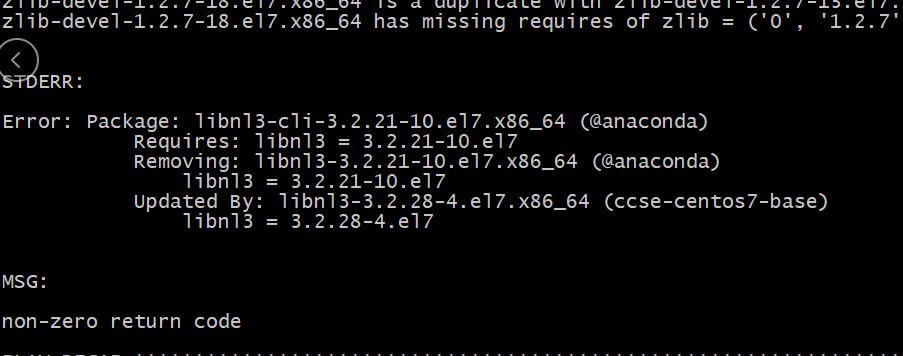 zlib-devel-1.2.7-18.el7.x86_64 is a duplicate with zlib-devel-1.2.7-15.el7.
zlib-devel-1.2.7-18.el7.x86_64 has missing requires of zlib = ('0', '1.2.7'
STDERR:
Error: Package: libnl3-cli-3.2.21-10.el7.x86_64 (@anaconda)
Requires: libnl3 = 3.2.21-10.el7
Removing: libnl3-3.2.21-10.el7.x86_64 (@anaconda)
libnl3 = 3.2.21-10.el7
Updated By: libnl3-3.2.28-4.el7.x86_64 (ccse-centos7-base)
libnl3 = 3.2.28-4.el7
MSG:
non-zero return code